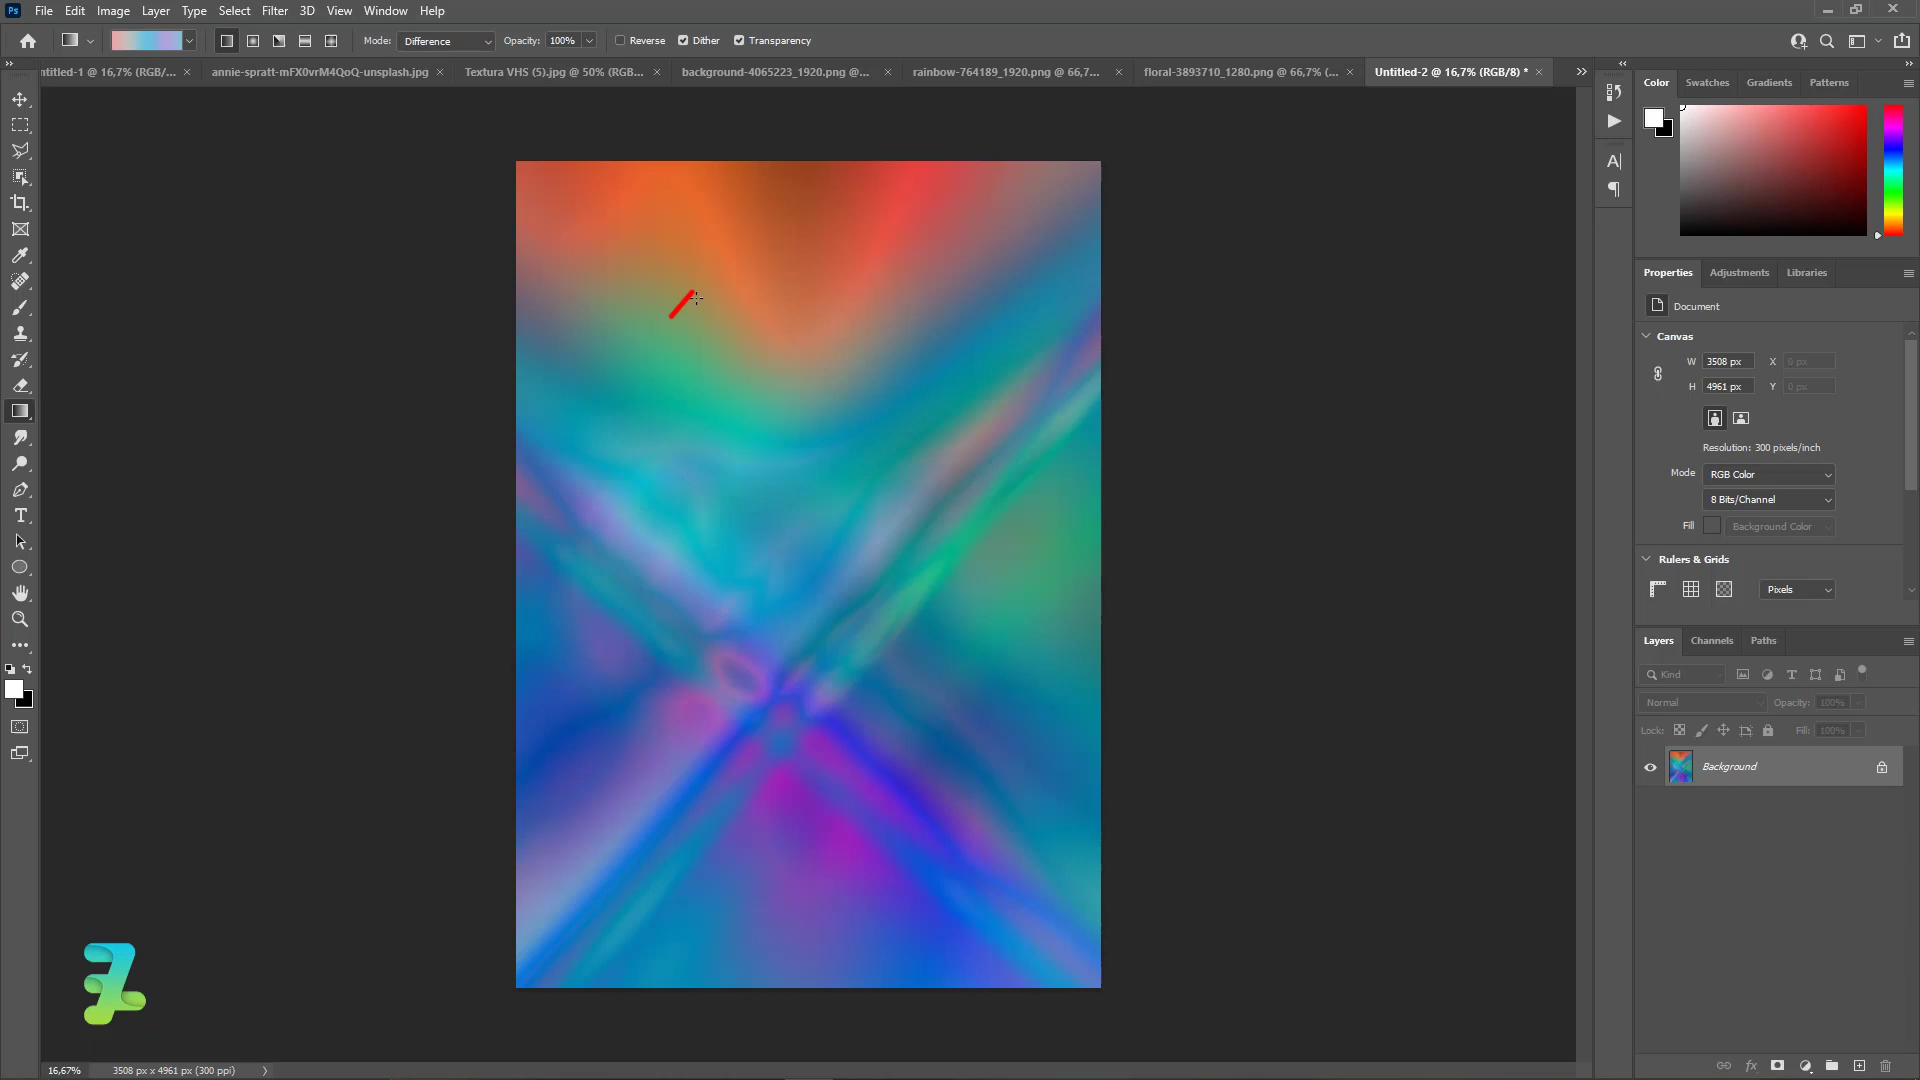 Ps File Edit Image Layer Type Select Filter 3D View Window Help
Mode: Difference Opacity: 100% Reverse Dither Transparency
ntitled-1 @ 16,7% (RGB/... annie-spratt-mFX0vrM4QoQ-unsplash.jpg Textura VHS (5).jpg @ 50% (RGB... background-4065223_1920.png @... rainbow-764189_1920.png @ 66,7... floral-3893710_1280.png @ 66,7% (... Untitled-2 @ 16,7% (RGB/8) *
Color Swatches Gradients Patterns
Properties Adjustments Libraries
Document
Canvas
W 3508 px X 0 px
H 4961 px Y 0 px
Resolution: 300 pixels/inch
Mode RGB Color
8 Bits/Channel
Fill Background Color
Rulers & Grids
Pixels
Layers Channels Paths
Kind
Normal Opacity: 100%
Lock: Fill: 100%
Background
16,67% 3508 px x 4961 px (300 ppi)